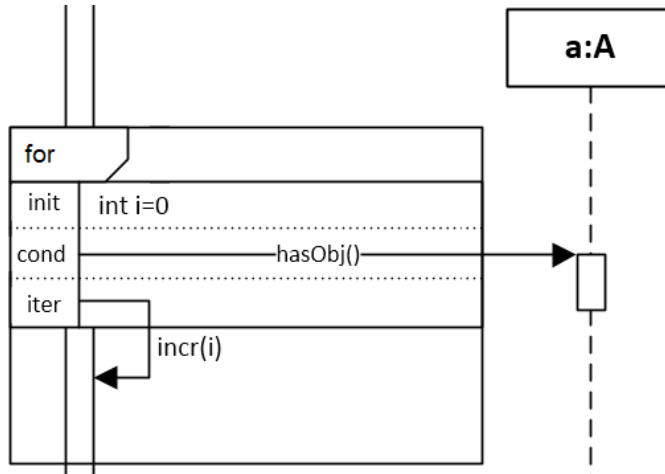 a:A
for
init int i=0
cond hasObj()
iter
incr(i)